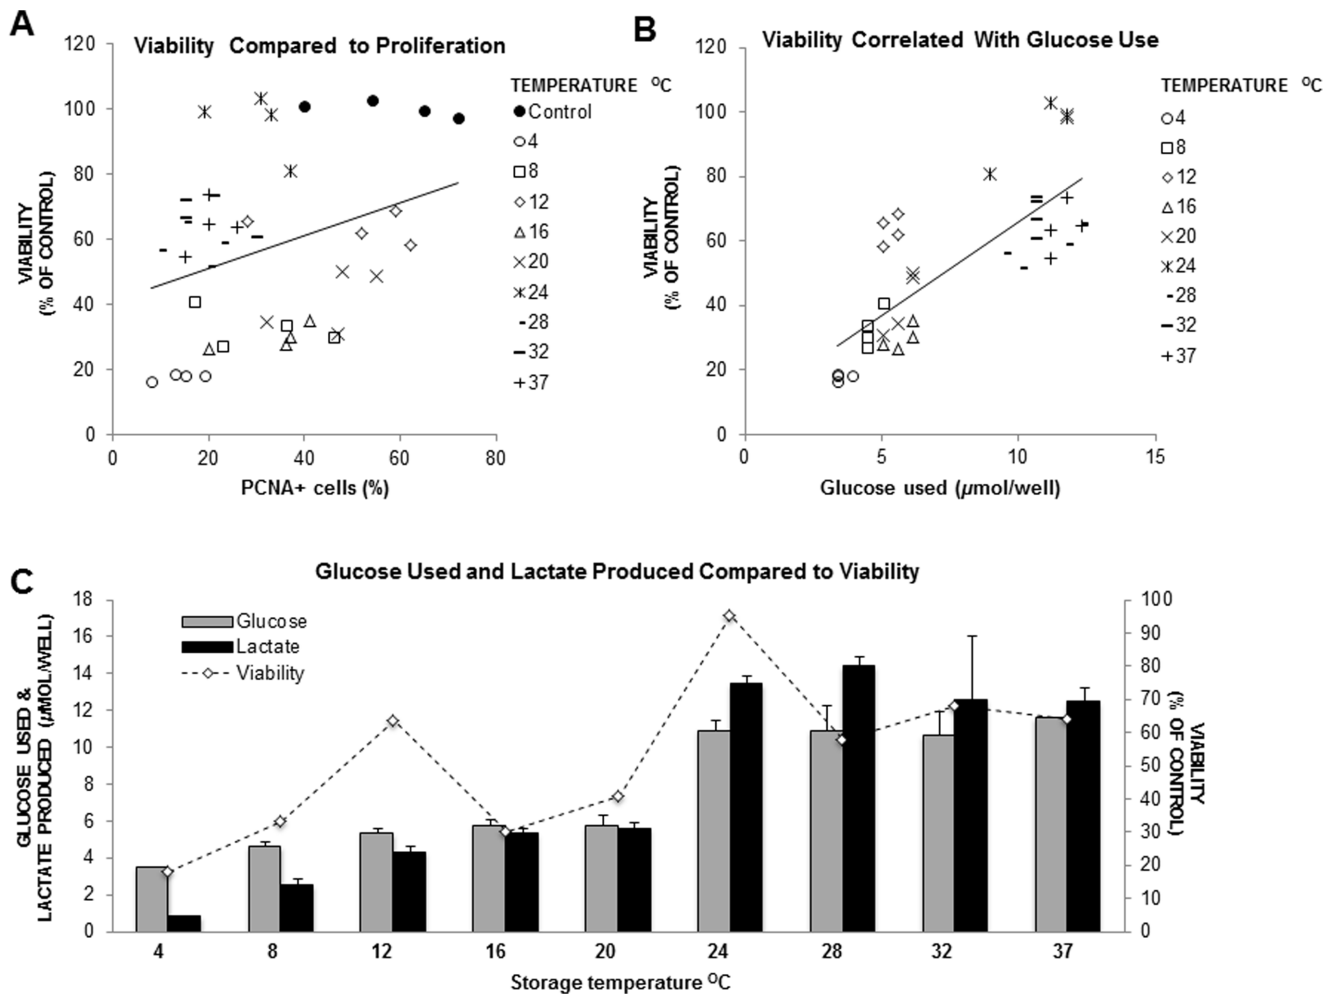 A
Viability Compared to Proliferation
120
100
80
60
40
20
0
0 20 40 60 80
VIABILITY
(% OF CONTROL)
PCNA+ cells (%)
TEMPERATURE ºC
Control
4
8
12
16
20
24
28
32
37
B
Viability Correlated With Glucose Use
120
100
80
60
40
20
0
0 5 10 15
VIABILITY
(% OF CONTROL)
Glucose used (µmol/well)
TEMPERATURE ºC
4
8
12
16
20
24
28
32
37
C
Glucose Used and Lactate Produced Compared to Viability
Glucose
Lactate
Viability
18
16
14
12
10
8
6
4
2
0
GLUCOSE USED &
LACTATE PRODUCED (µMOL/WELL)
100
90
80
70
60
50
40
30
20
10
0
VIABILITY
(% OF CONTROL)
4 8 12 16 20 24 28 32 37
Storage temperature ºC